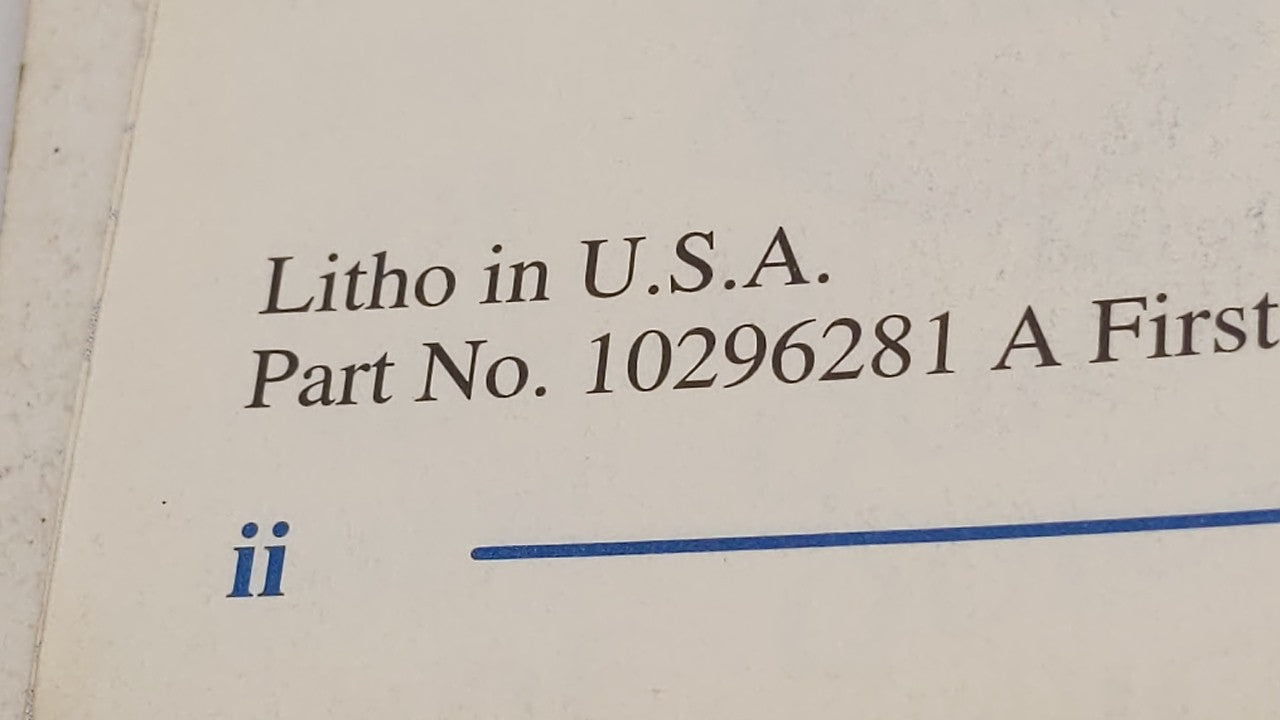 Litho in U.S.A.
Part No. 10296281 A First
ii